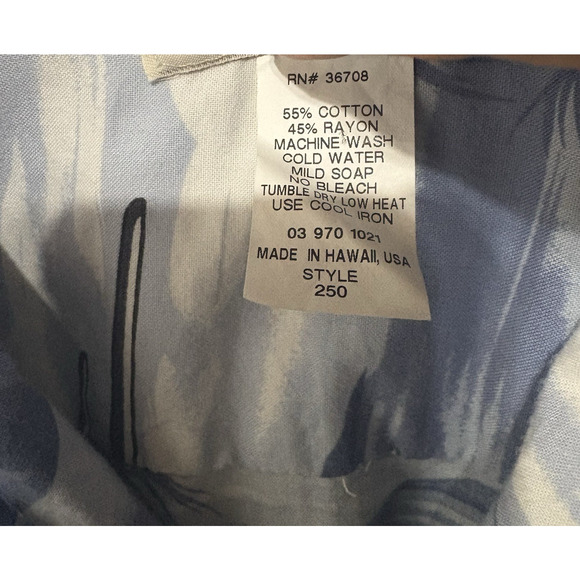 RN# 36708
55% COTTON
45% RAYON
MACHINE WASH
COLD WATER
MILD SOAP
NO BLEACH
TUMBLE DRY LOW HEAT
USE COOL IRON
03 970 1021
MADE IN HAWAII, USA
STYLE
250